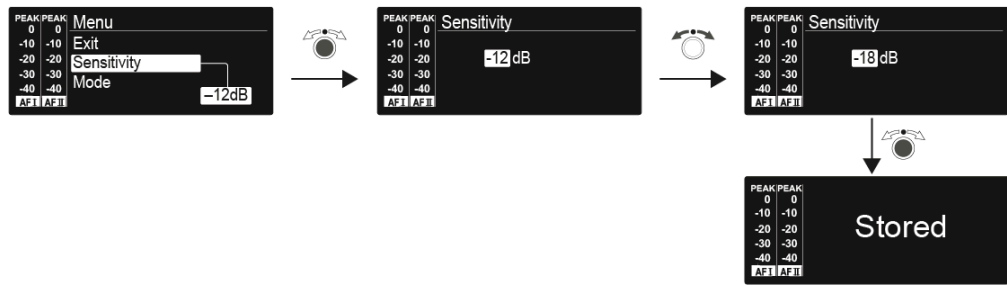 PEAK PEAK Menu
0 0
-10 -10 Exit
-20 -20 Sensitivity
-30 -30 Mode
-40 -40 –12dB
AF I AF II
PEAK PEAK Sensitivity
0 0
-10 -10
-20 -20 -12 dB
-30 -30
-40 -40
AF I AF II
PEAK PEAK Sensitivity
0 0
-10 -10
-20 -20 -18 dB
-30 -30
-40 -40
AF I AF II
PEAK PEAK
0 0
-10 -10
-20 -20 Stored
-30 -30
-40 -40
AF I AF II